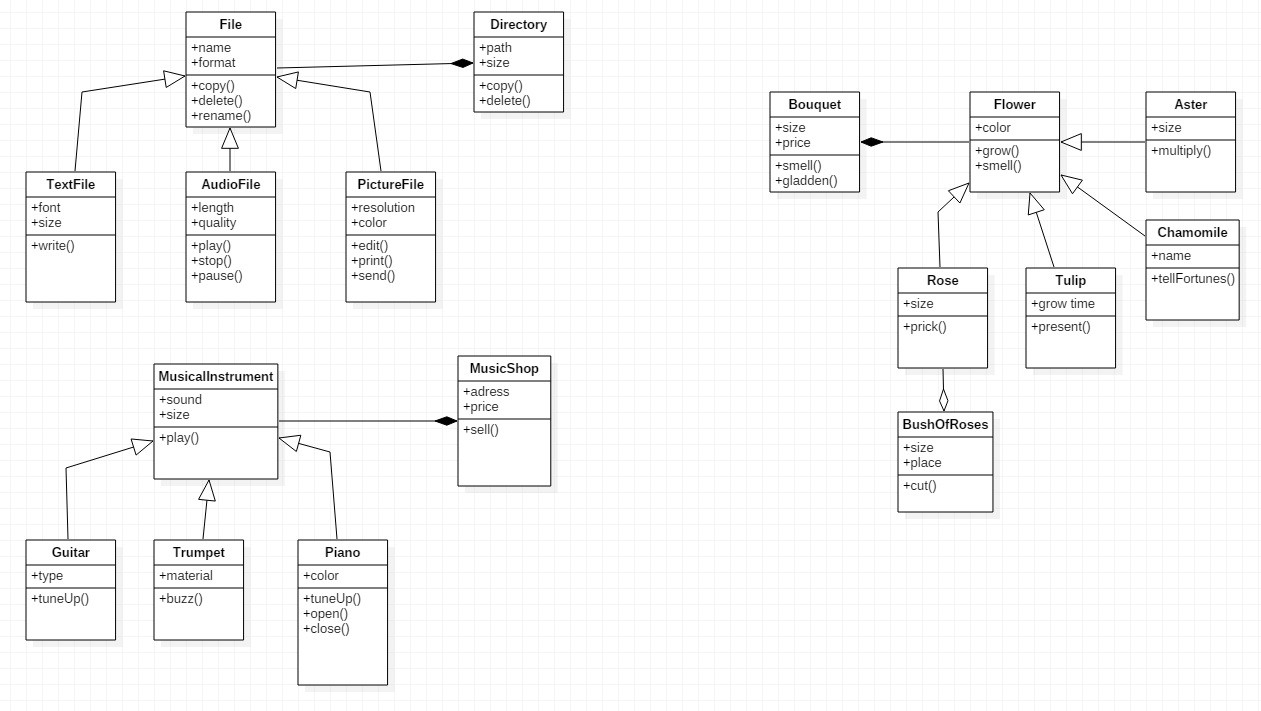 File
+name
+format
+copy()
+delete()
+rename()
Directory
+path
+size
+copy()
+delete()
TextFile
+font
+size
+write()
AudioFile
+length
+quality
+play()
+stop()
+pause()
PictureFile
+resolution
+color
+edit()
+print()
+send()
Bouquet
+size
+price
+smell()
+gladden()
Flower
+color
+grow()
+smell()
Aster
+size
+multiply()
Chamomile
+name
+tellFortunes()
Rose
+size
+prick()
Tulip
+grow time
+present()
BushOfRoses
+size
+place
+cut()
MusicalInstrument
+sound
+size
+play()
MusicShop
+adress
+price
+sell()
Guitar
+type
+tuneUp()
Trumpet
+material
+buzz()
Piano
+color
+tuneUp()
+open()
+close()